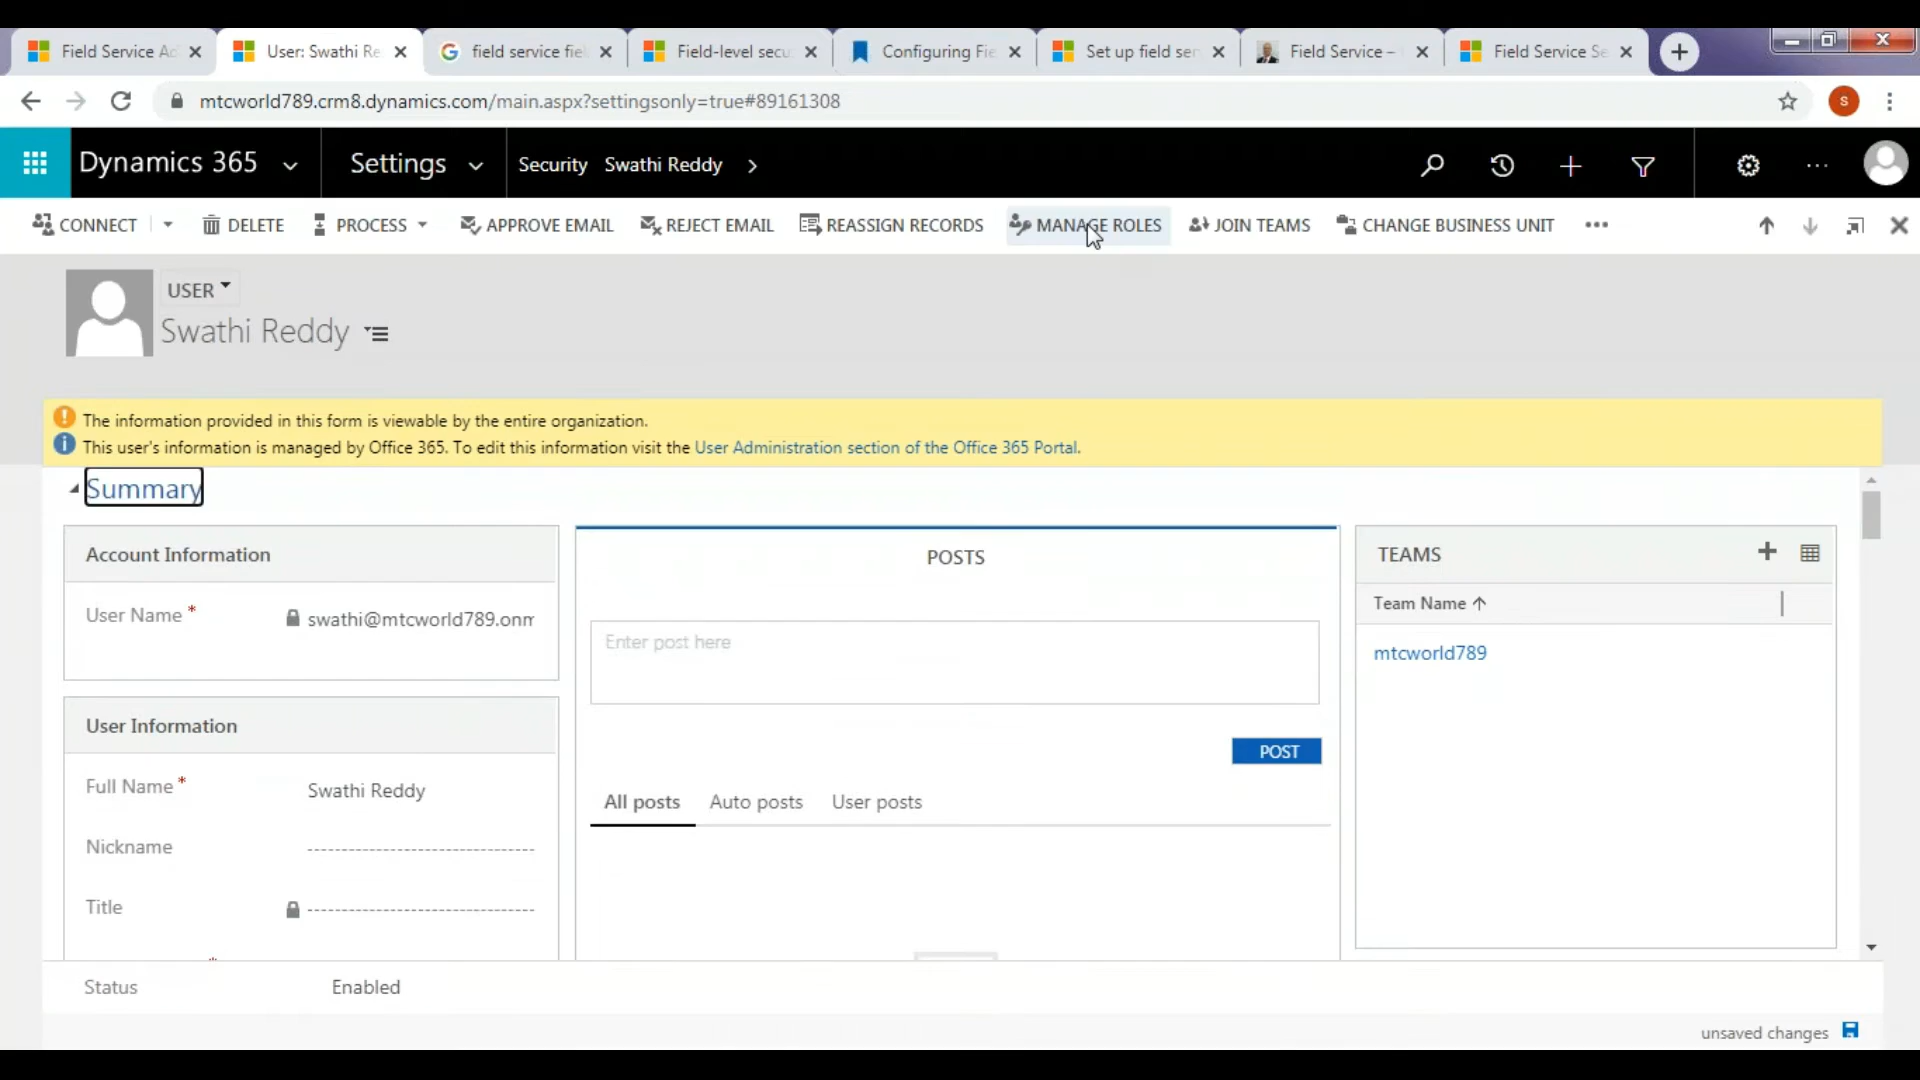 Field Service Ad
User: Swathi Re
field service fie
Field-level secu
Configuring Fie
Set up field ser
Field Service –
Field Service Se
mtcworld789.crm8.dynamics.com/main.aspx?settingsonly=true#89161308
S
Dynamics 365
Settings
Security
Swathi Reddy
CONNECT
DELETE
PROCESS
APPROVE EMAIL
REJECT EMAIL
REASSIGN RECORDS
MANAGE ROLES
JOIN TEAMS
CHANGE BUSINESS UNIT
USER
Swathi Reddy
The information provided in this form is viewable by the entire organization.
This user's information is managed by Office 365. To edit this information visit the User Administration section of the Office 365 Portal.
Summary
Account Information
User Name *
swathi@mtcworld789.onm
User Information
Full Name *
Swathi Reddy
Nickname
Title
*
POSTS
Enter post here
POST
All posts
Auto posts
User posts
TEAMS
Team Name
mtcworld789
Status
Enabled
unsaved changes